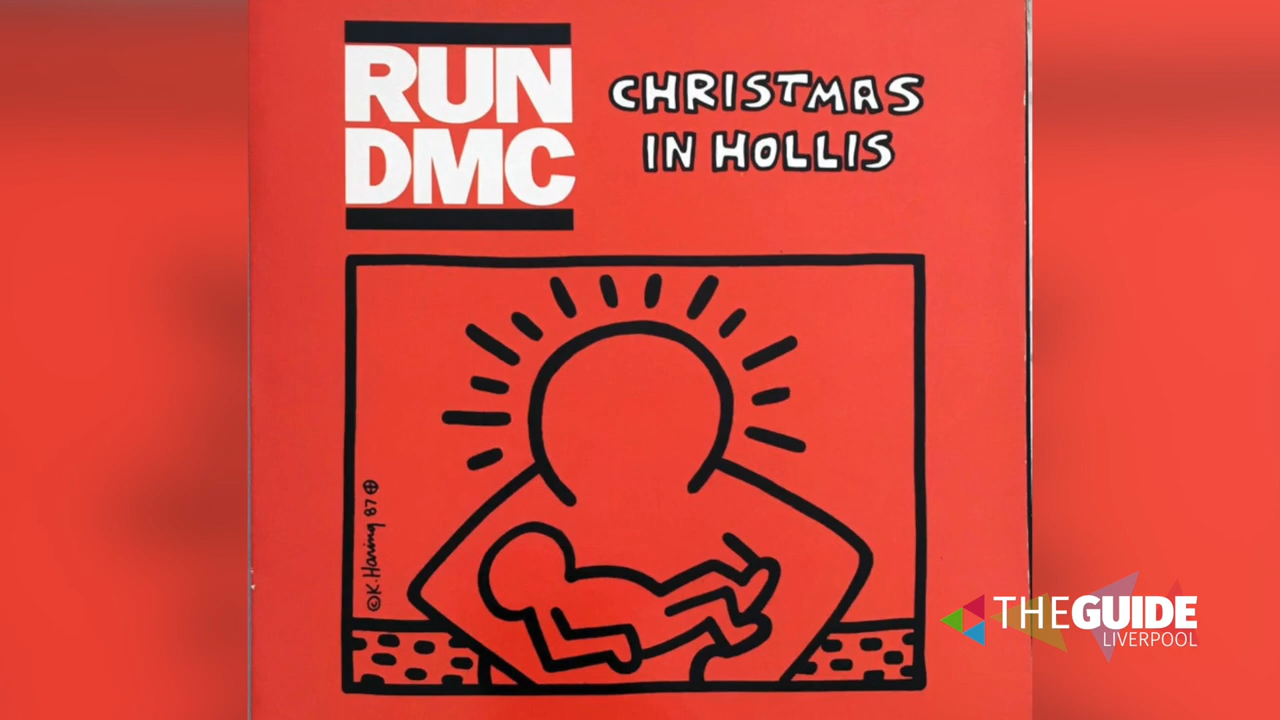 RUN
DMC
CHRISTMAS
IN HOLLIS
©K.Haring 87
THEGUIDE
LIVERPOOL